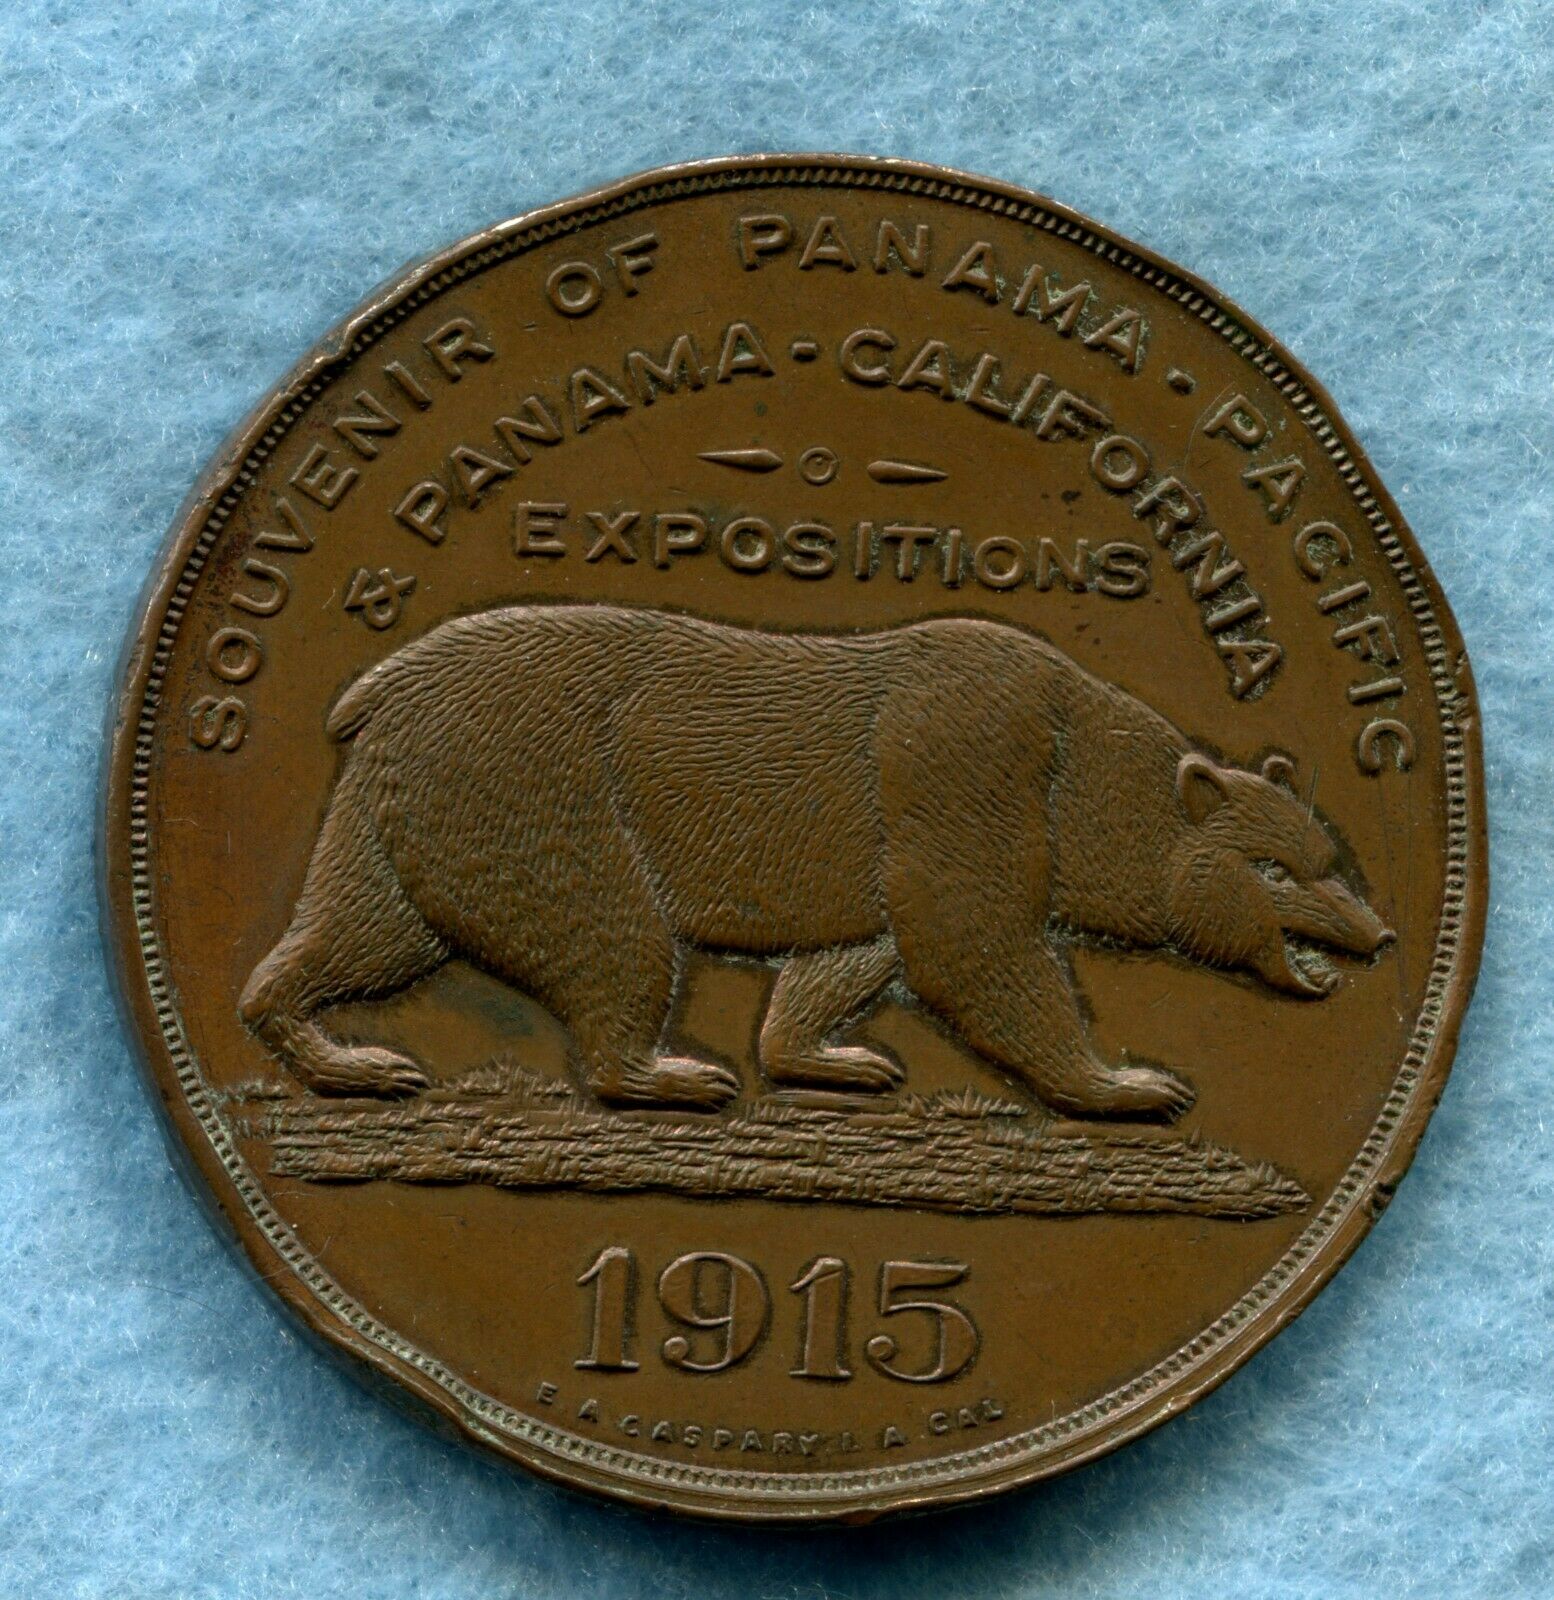 SOUVENIR OF PANAMA-PACIFIC
& PANAMA-CALIFORNIA
EXPOSITIONS
1915
E. A CASPARY L A CAL